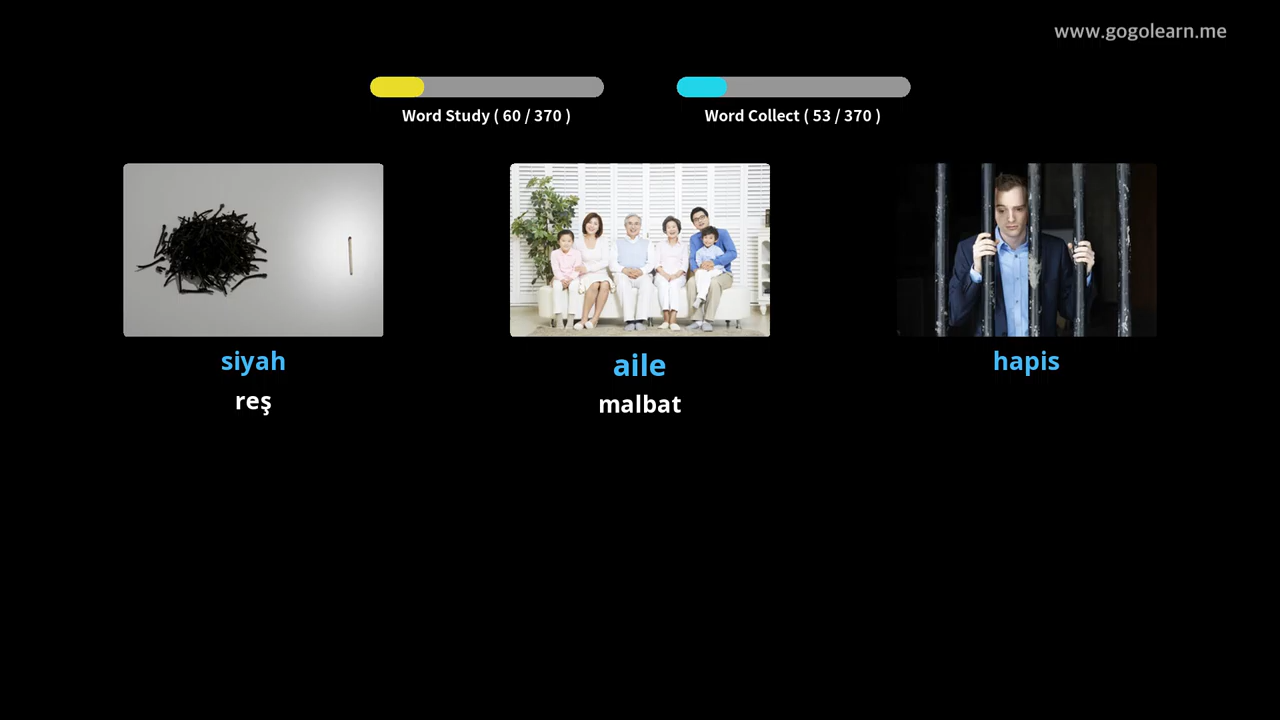 www.gogolearn.me
Word Study ( 60 / 370 )
Word Collect ( 53 / 370 )
siyah
reş
aile
malbat
hapis